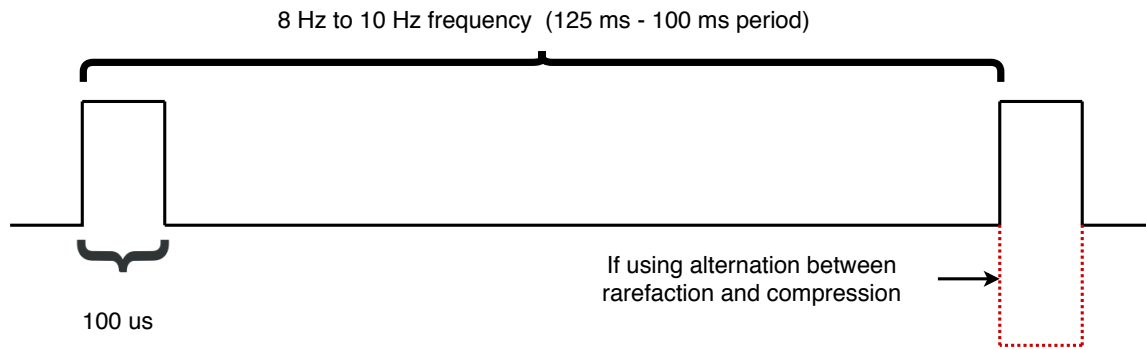 8 Hz to 10 Hz frequency (125 ms - 100 ms period)
If using alternation between
rarefaction and compression
100 us